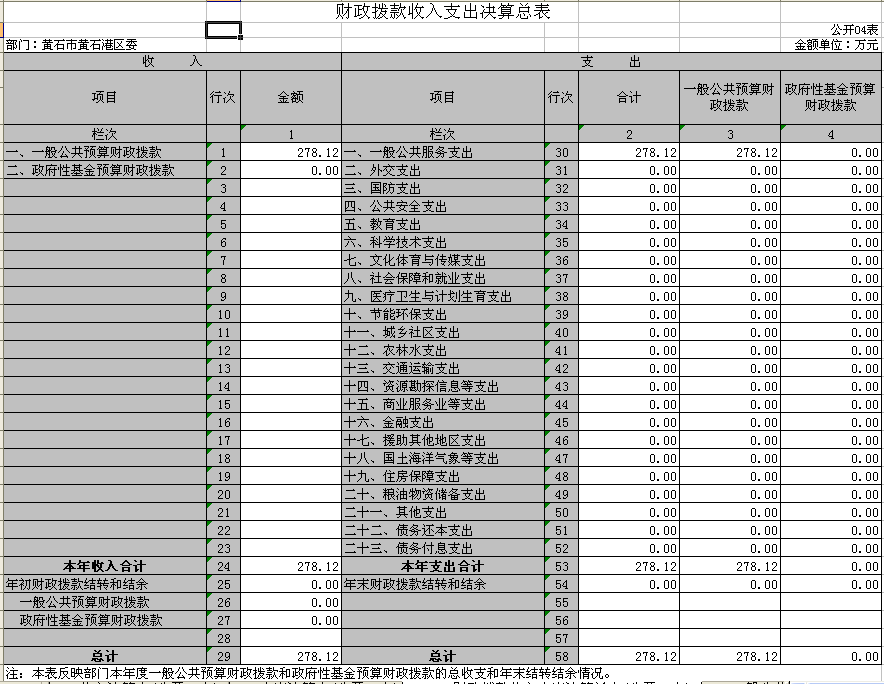 财政拨款收入支出决算总表
公开04表
部门：黄石市黄石港区委 金额单位：万元
收 入 支 出
项目 行次 金额 项目 行次 合计 一般公共预算财政拨款 政府性基金预算财政拨款
栏次 1 栏次 2 3 4
一、一般公共预算财政拨款 1 278.12 一、一般公共服务支出 30 278.12 278.12 0.00
二、政府性基金预算财政拨款 2 0.00 二、外交支出 31 0.00 0.00 0.00
3 三、国防支出 32 0.00 0.00 0.00
4 四、公共安全支出 33 0.00 0.00 0.00
5 五、教育支出 34 0.00 0.00 0.00
6 六、科学技术支出 35 0.00 0.00 0.00
7 七、文化体育与传媒支出 36 0.00 0.00 0.00
8 八、社会保障和就业支出 37 0.00 0.00 0.00
9 九、医疗卫生与计划生育支出 38 0.00 0.00 0.00
10 十、节能环保支出 39 0.00 0.00 0.00
11 十一、城乡社区支出 40 0.00 0.00 0.00
12 十二、农林水支出 41 0.00 0.00 0.00
13 十三、交通运输支出 42 0.00 0.00 0.00
14 十四、资源勘探信息等支出 43 0.00 0.00 0.00
15 十五、商业服务业等支出 44 0.00 0.00 0.00
16 十六、金融支出 45 0.00 0.00 0.00
17 十七、援助其他地区支出 46 0.00 0.00 0.00
18 十八、国土海洋气象等支出 47 0.00 0.00 0.00
19 十九、住房保障支出 48 0.00 0.00 0.00
20 二十、粮油物资储备支出 49 0.00 0.00 0.00
21 二十一、其他支出 50 0.00 0.00 0.00
22 二十二、债务还本支出 51 0.00 0.00 0.00
23 二十三、债务付息支出 52 0.00 0.00 0.00
本年收入合计 24 278.12 本年支出合计 53 278.12 278.12 0.00
年初财政拨款结转和结余 25 0.00 年末财政拨款结转和结余 54 0.00 0.00 0.00
一般公共预算财政拨款 26 0.00 55
政府性基金预算财政拨款 27 0.00 56
28 57
总计 29 278.12 总计 58 278.12 278.12 0.00
注：本表反映部门本年度一般公共预算财政拨款和政府性基金预算财政拨款的总收支和年末结转结余情况。